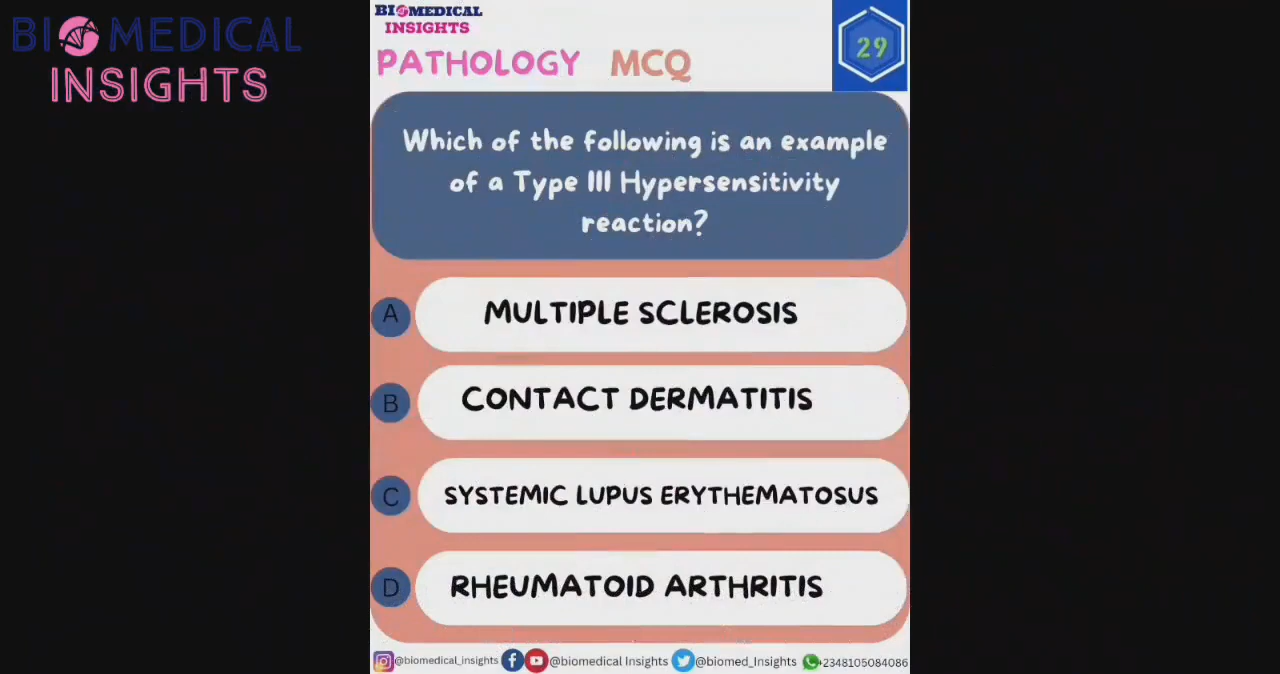 BIOMEDICAL
INSIGHTS
BIOMEDICAL
INSIGHTS
PATHOLOGY MCQ
29
Which of the following is an example
of a Type III Hypersensitivity
reaction?
A MULTIPLE SCLEROSIS
B CONTACT DERMATITIS
C SYSTEMIC LUPUS ERYTHEMATOSUS
D RHEUMATOID ARTHRITIS
@biomedical_insights @biomedical Insights @biomed_Insights +2348105084086